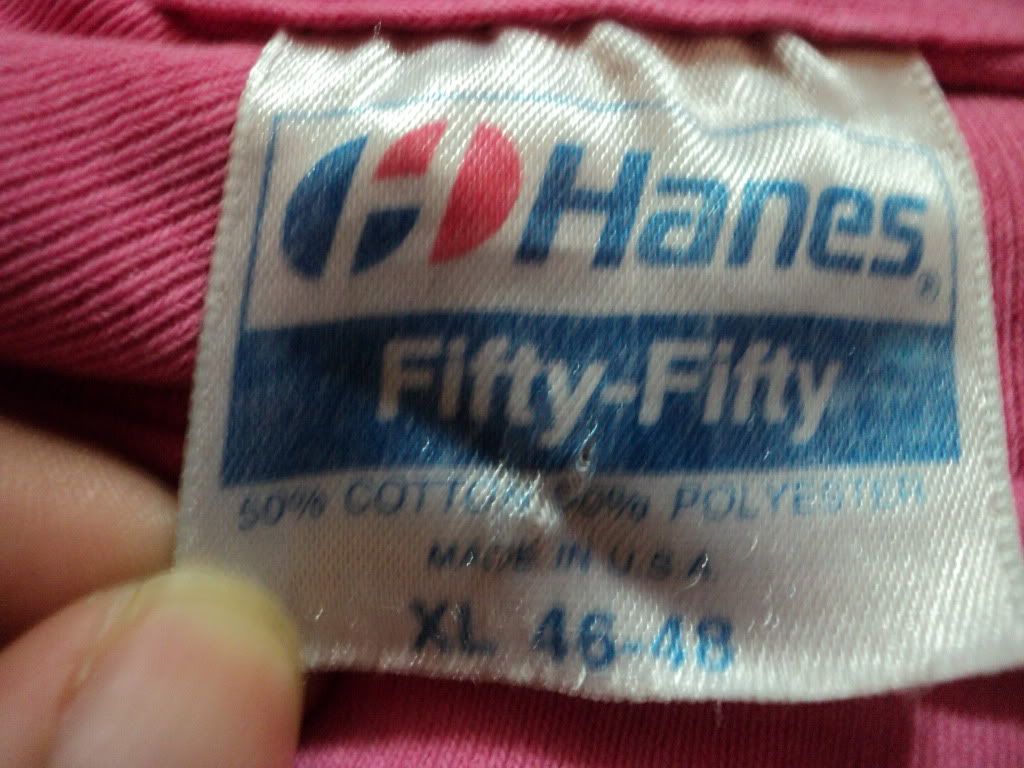 Hanes®
Fifty-Fifty
50% COTTON 50% POLYESTER
MADE IN U.S.A.
XL 46-48